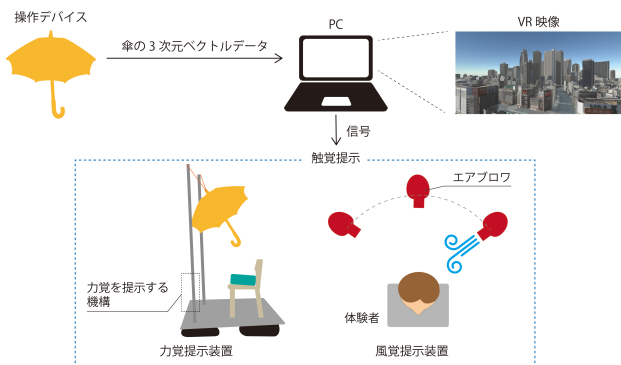 操作デバイス
傘の3次元ベクトルデータ
PC
VR 映像
信号
触覚提示
エアブロワ
力覚を提示する
機構
体験者
力覚提示装置
風覚提示装置